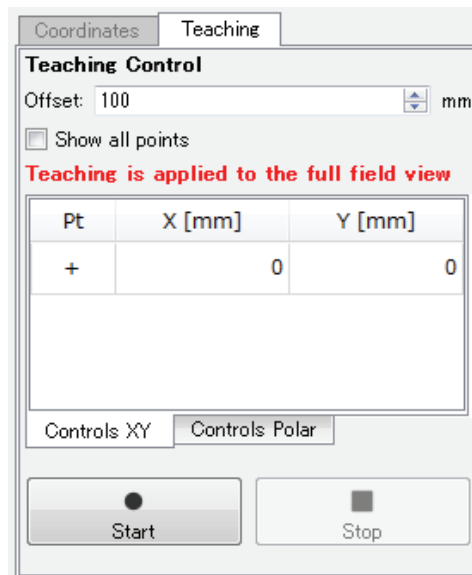 Coordinates Teaching
Teaching Control
Offset: 100 mm
Show all points
Teaching is applied to the full field view
Pt X [mm] Y [mm]
+ 0 0
Controls XY Controls Polar
Start Stop